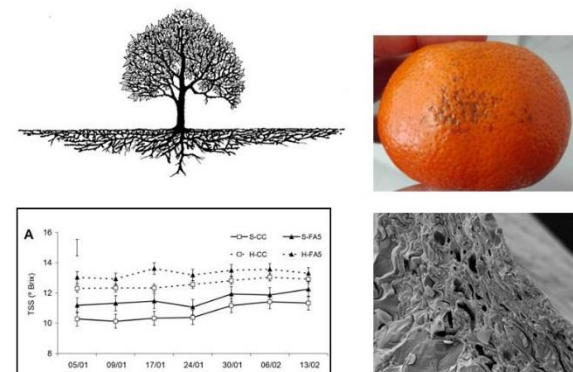 A
16
14
12
10
8
TSS (º Brix)
S-CC
S-FA5
H-CC
H-FA5
05/01
09/01
17/01
24/01
30/01
06/02
13/02